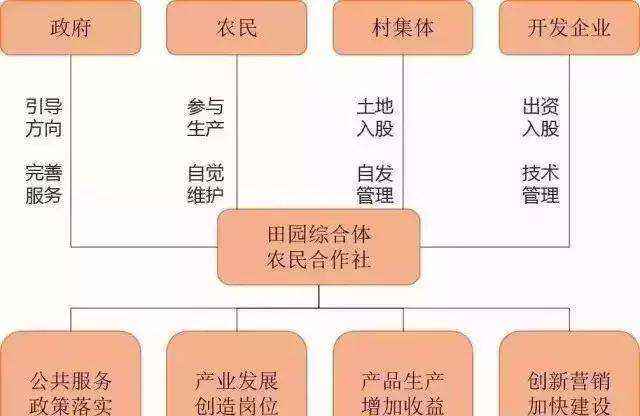 政府
农民
村集体
开发企业
引导
方向
完善
服务
参与
生产
自觉
维护
土地
入股
自发
管理
出资
入股
技术
管理
田园综合体
农民合作社
公共服务
政策落实
产业发展
创造岗位
产品生产
增加收益
创新营销
加快建设